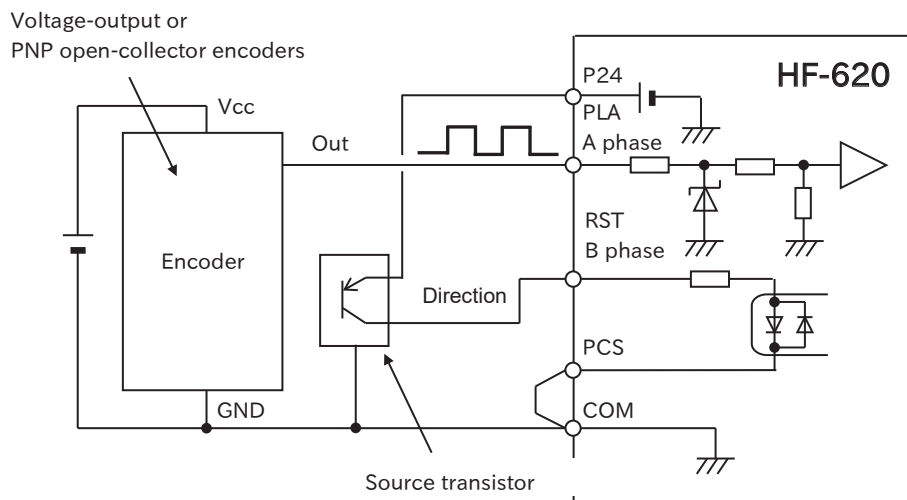 Voltage-output or
PNP open-collector encoders
P24
HF-620
Vcc
PLA
Out
A phase
RST
B phase
Encoder
Direction
PCS
GND
COM
Source transistor